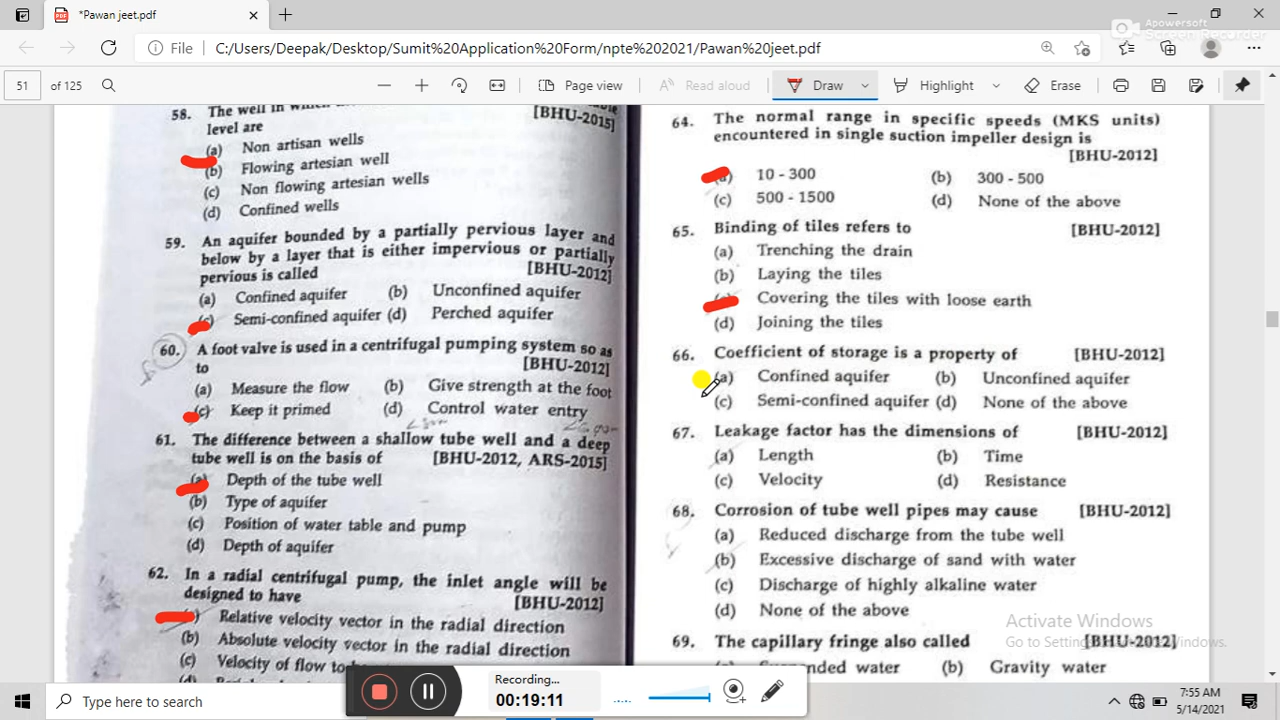 *Pawan jeet.pdf
Apowersoft
Screen Recorder
File C:/Users/Deepak/Desktop/Sumit%20Application%20Form/npte%202021/Pawan%20jeet.pdf
51 of 125
Page view
Read aloud
Draw
Highlight
Erase
58. The well in which
level are [BHU-2015]
(a) Non artisan wells
(b) Flowing artesian well
(c) Non flowing artesian wells
(d) Confined wells
59. An aquifer bounded by a partially pervious layer and
below by a layer that is either impervious or partially
pervious is called [BHU-2012]
(a) Confined aquifer (b) Unconfined aquifer
(c) Semi-confined aquifer (d) Perched aquifer
60. A foot valve is used in a centrifugal pumping system so as
to [BHU-2012]
(a) Measure the flow (b) Give strength at the foot
(c) Keep it primed (d) Control water entry
61. The difference between a shallow tube well and a deep
tube well is on the basis of [BHU-2012, ARS-2015]
(a) Depth of the tube well
(b) Type of aquifer
(c) Position of water table and pump
(d) Depth of aquifer
62. In a radial centrifugal pump, the inlet angle will be
designed to have [BHU-2012]
Relative velocity vector in the radial direction
(b) Absolute velocity vector in the radial direction
(c) Velocity of flow to
64. The normal range in specific speeds (MKS units)
encountered in single suction impeller design is
[BHU-2012]
(a) 10 - 300 (b) 300 - 500
(c) 500 - 1500 (d) None of the above
65. Binding of tiles refers to [BHU-2012]
(a) Trenching the drain
(b) Laying the tiles
Covering the tiles with loose earth
(d) Joining the tiles
66. Coefficient of storage is a property of [BHU-2012]
(a) Confined aquifer (b) Unconfined aquifer
(c) Semi-confined aquifer (d) None of the above
67. Leakage factor has the dimensions of [BHU-2012]
(a) Length (b) Time
(c) Velocity (d) Resistance
68. Corrosion of tube well pipes may cause [BHU-2012]
(a) Reduced discharge from the tube well
(b) Excessive discharge of sand with water
(c) Discharge of highly alkaline water
(d) None of the above
69. The capillary fringe also called [BHU-2012]
water (b) Gravity water
Activate Windows
Go to Settings Windows.
Recording...
00:19:11
Type here to search
7:55 AM
5/14/2021